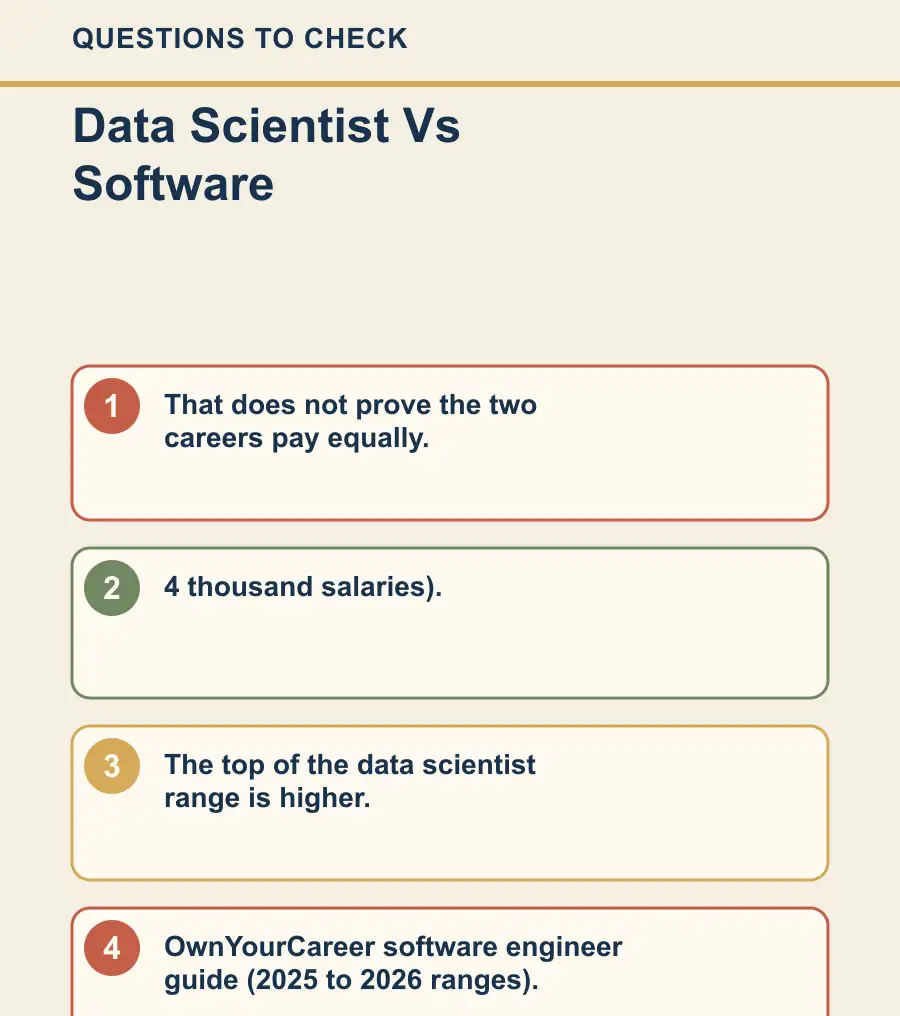 QUESTIONS TO CHECK
Data Scientist Vs
Software
1
That does not prove the two
careers pay equally.
2
4 thousand salaries).
3
The top of the data scientist
range is higher.
4
OwnYourCareer software engineer
guide (2025 to 2026 ranges).